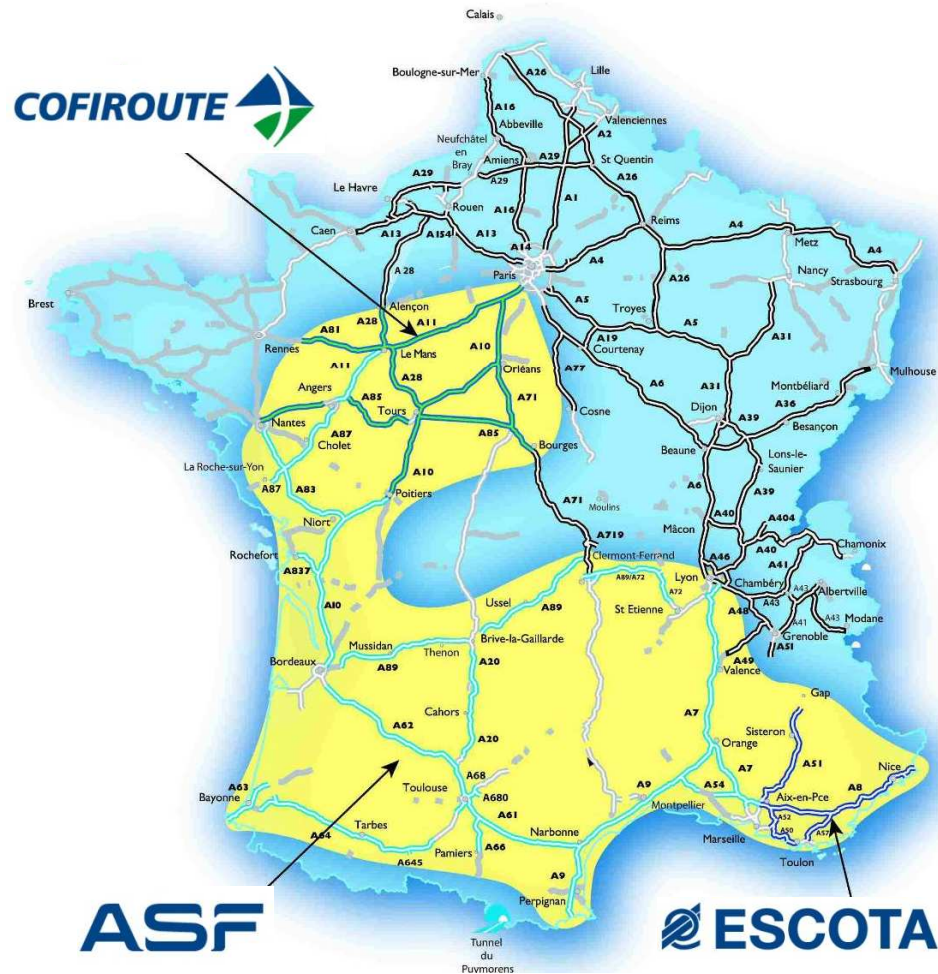 Calais
Boulogne-sur-Mer
A26
Lille
COFIROUTE
A16
Abbeville
Valenciennes
A2
Neufchâtel
en
Bray
Amiens
A29
St Quentin
Le Havre
A29
A29
A26
Rouen
A16
A1
Reims
Caen
A13
A154
A13
A14
A4
Metz
A4
Paris
A4
Nancy
Strasbourg
A 28
A26
Brest
Alençon
A5
Troyes
A5
A81
A28
A11
A19
A31
Rennes
Le Mans
A10
Courtenay
A11
Orléans
A77
Mulhouse
A28
A6
A31
Montbéliard
Angers
A85
Tours
A71
Cosne
Dijon
A39
A36
Nantes
A87
Besançon
Cholet
A85
Bourges
Beaune
Lons-le-
Saunier
La Roche-sur-Yon
A10
A87
A83
Poitiers
A6
A39
A71
Moulins
Niort
A40
A404
Mâcon
A719
A40
Chamonix
Rochefort
A46
A41
Clermont-Ferrand
A837
Lyon
Chambéry
A89/A72
A43
Albertville
A72
A43
Ussel
A89
St Etienne
A48
A41
A43
Modane
A10
Grenoble
Mussidan
Brive-la-Gaillarde
A51
Thenon
A49
Bordeaux
A89
A20
Valence
Gap
Cahors
A7
A62
Sisteron
A20
Orange
A51
A7
Nice
A68
A63
Toulouse
A9
A54
A8
Bayonne
A680
Montpellier
Aix-en-Pce
A61
A52
Tarbes
Narbonne
Marseille
A50
A57
A64
Pamiers
A66
Toulon
A645
A9
Perpignan
ASF
ESCOTA
Tunnel
du
Puymorens